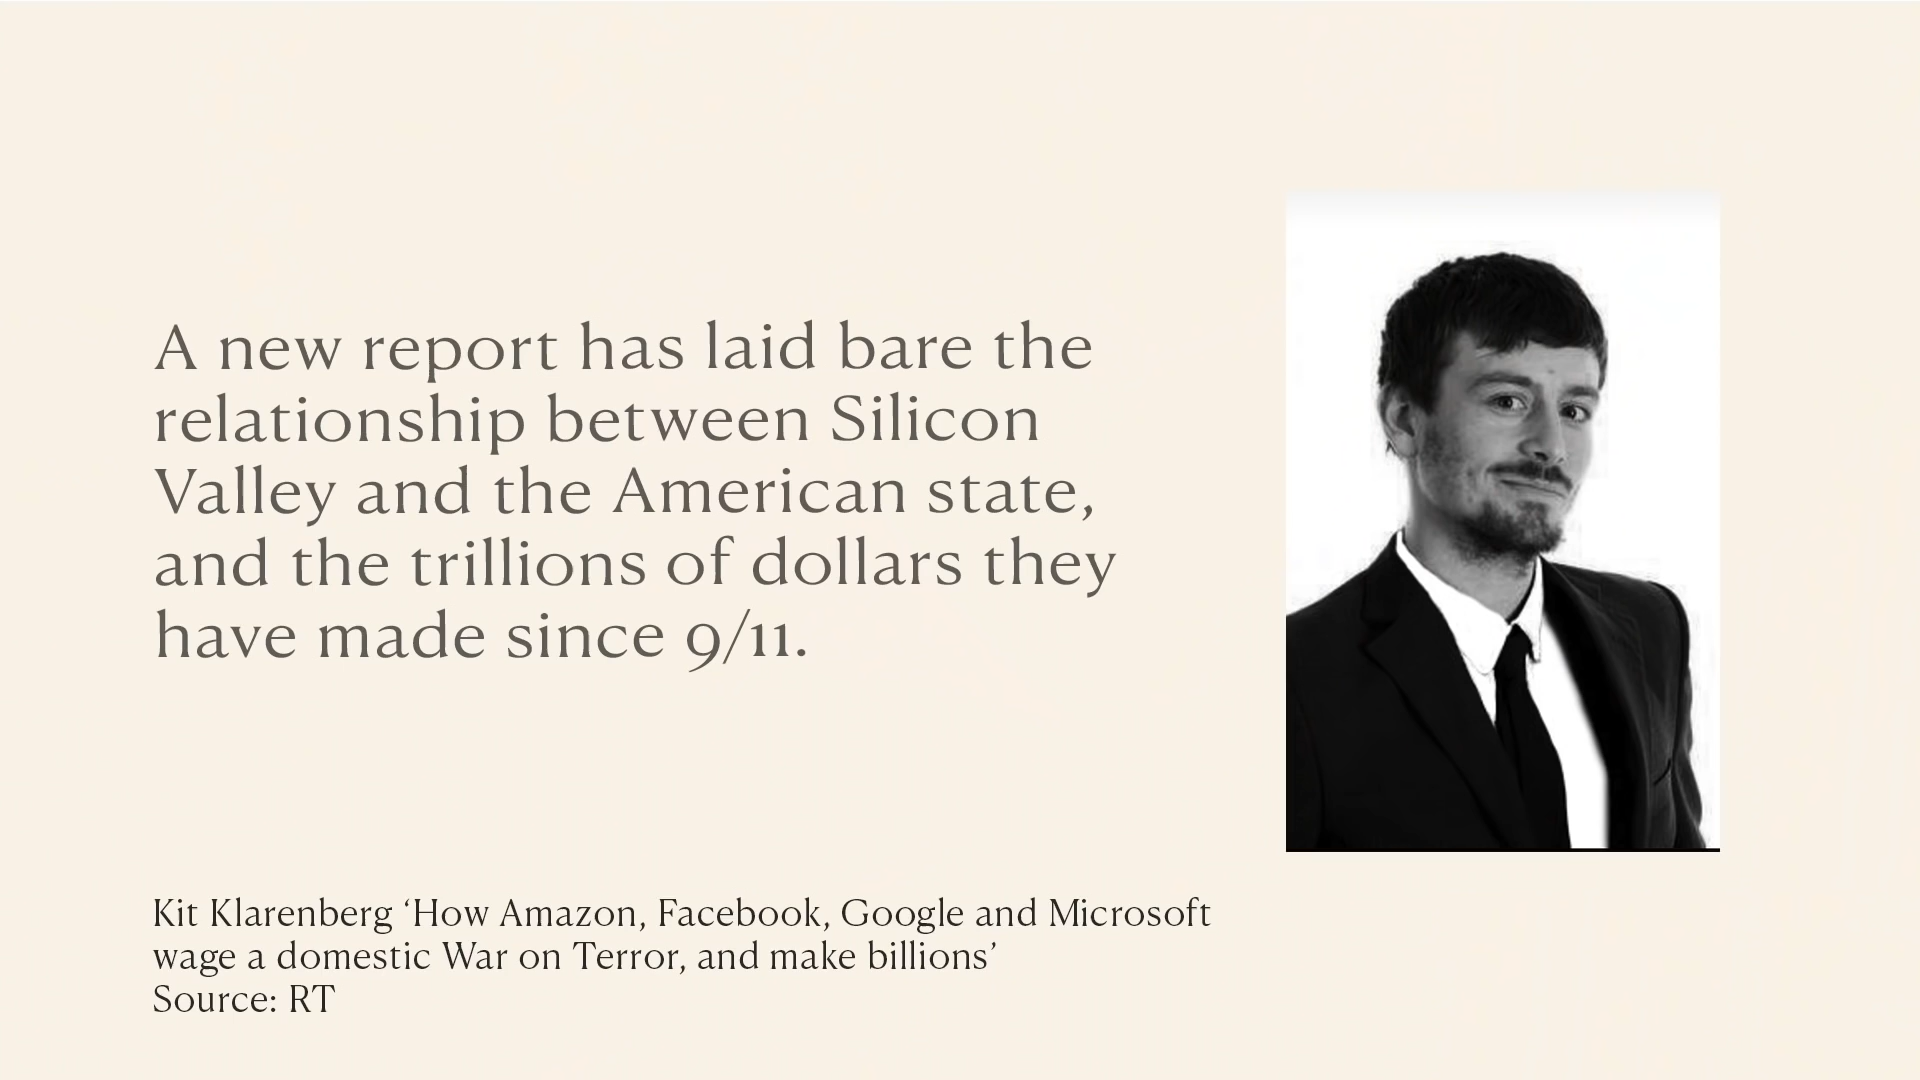 A new report has laid bare the
relationship between Silicon
Valley and the American state,
and the trillions of dollars they
have made since 9/11.
Kit Klarenberg ‘How Amazon, Facebook, Google and Microsoft
wage a domestic War on Terror, and make billions’
Source: RT